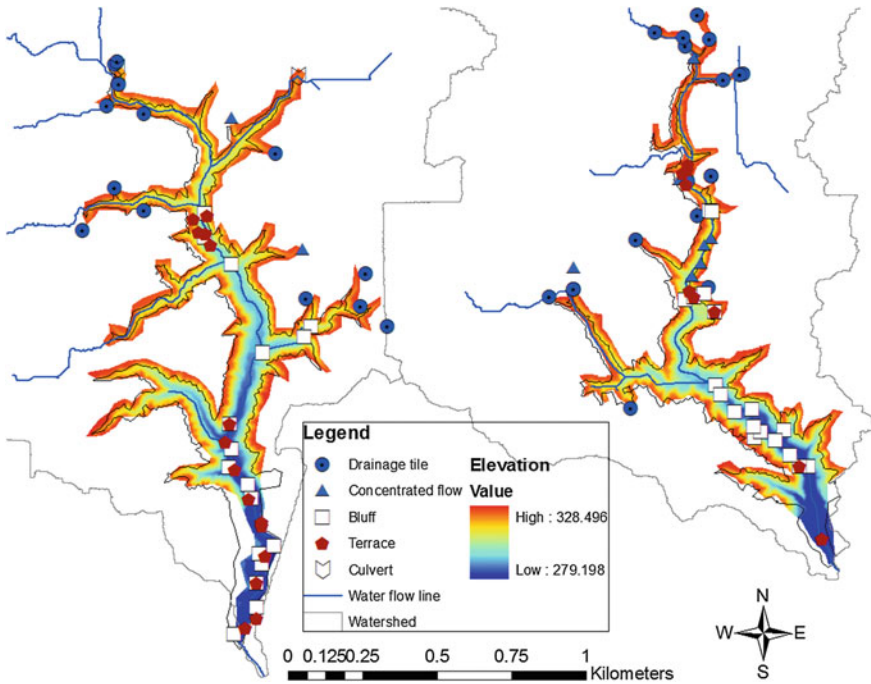 Legend
Drainage tile
Concentrated flow
Bluff
Terrace
Culvert
Water flow line
Watershed
Elevation
Value
High : 328.496
Low : 279.198
N
W E
S
0 0.125 0.25 0.5 0.75 1
Kilometers